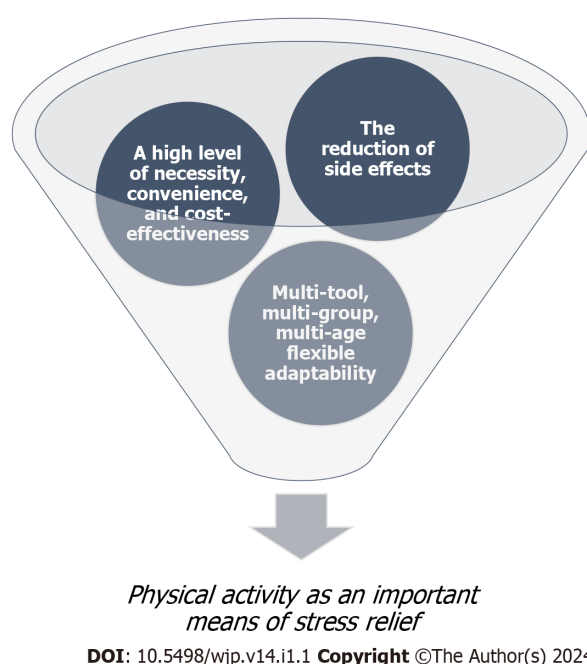 A high level
of necessity,
convenience,
and cost-
effectiveness
The
reduction of
side effects
Multi-tool,
multi-group,
multi-age
flexible
adaptability
Physical activity as an important
means of stress relief
DOI: 10.5498/wjp.v14.i1.1 Copyright ©The Author(s) 2024